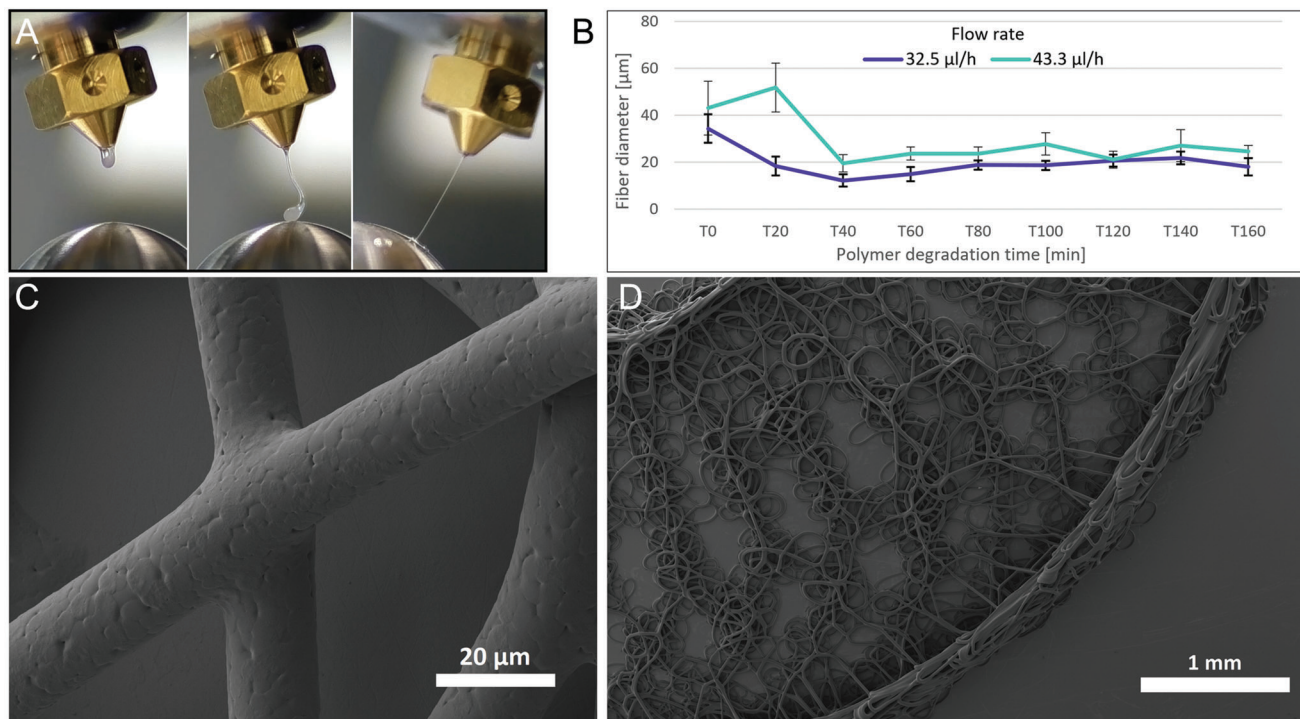 A
B
80
60
40
20
0
Fiber diameter [µm]
Flow rate
32.5 µl/h
43.3 µl/h
T0 T20 T40 T60 T80 T100 T120 T140 T160
Polymer degradation time [min]
C
20 µm
D
1 mm